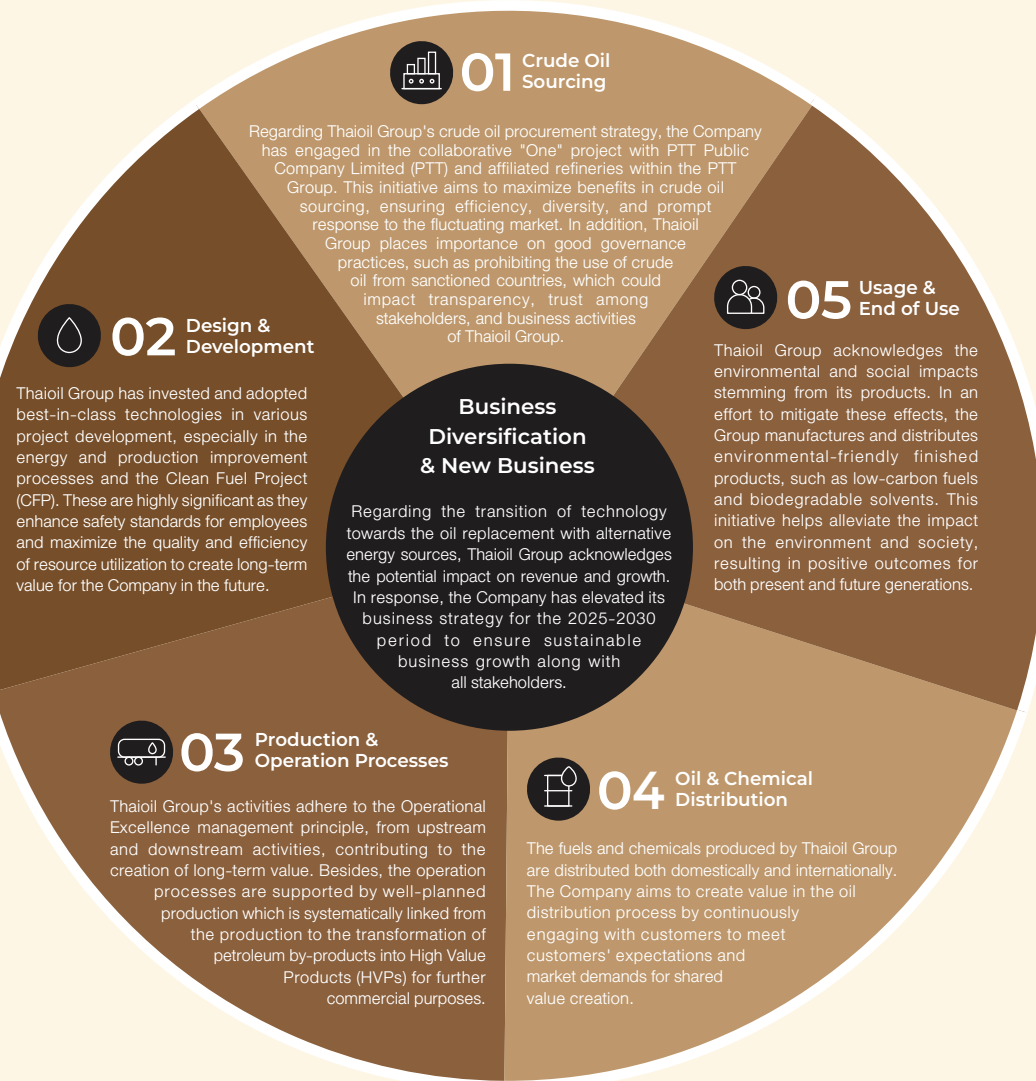 01 Crude Oil
Sourcing
Regarding Thaioil Group's crude oil procurement strategy, the Company
has engaged in the collaborative "One" project with PTT Public
Company Limited (PTT) and affiliated refineries within the PTT
Group. This initiative aims to maximize benefits in crude oil
sourcing, ensuring efficiency, diversity, and prompt
response to the fluctuating market. In addition, Thaioil
Group places importance on good governance
practices, such as prohibiting the use of crude
oil from sanctioned countries, which could
impact transparency, trust among
stakeholders, and business activities
of Thaioil Group.
02 Design &
Development
Thaioil Group has invested and adopted
best-in-class technologies in various
project development, especially in the
energy and production improvement
processes and the Clean Fuel Project
(CFP). These are highly significant as they
enhance safety standards for employees
and maximize the quality and efficiency
of resource utilization to create long-term
value for the Company in the future.
Business
Diversification
& New Business
Regarding the transition of technology
towards the oil replacement with alternative
energy sources, Thaioil Group acknowledges
the potential impact on revenue and growth.
In response, the Company has elevated its
business strategy for the 2025-2030
period to ensure sustainable
business growth along with
all stakeholders.
05 Usage &
End of Use
Thaioil Group acknowledges the
environmental and social impacts
stemming from its products. In an
effort to mitigate these effects, the
Group manufactures and distributes
environmental-friendly finished
products, such as low-carbon fuels
and biodegradable solvents. This
initiative helps alleviate the impact
on the environment and society,
resulting in positive outcomes for
both present and future generations.
03 Production &
Operation Processes
Thaioil Group's activities adhere to the Operational
Excellence management principle, from upstream
and downstream activities, contributing to the
creation of long-term value. Besides, the operation
processes are supported by well-planned
production which is systematically linked from
the production to the transformation of
petroleum by-products into High Value
Products (HVPs) for further
commercial purposes.
04 Oil & Chemical
Distribution
The fuels and chemicals produced by Thaioil Group
are distributed both domestically and internationally.
The Company aims to create value in the oil
distribution process by continuously
engaging with customers to meet
customers' expectations and
market demands for shared
value creation.